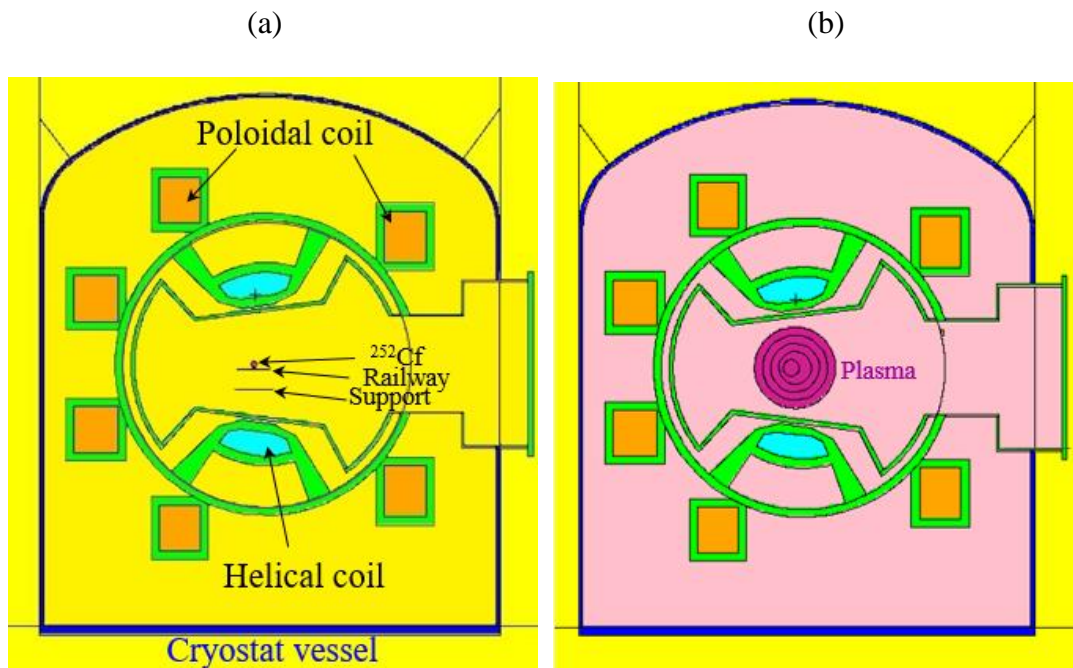 (a)
(b)
Poloidal coil
²⁵²Cf
Railway
Support
Plasma
Helical coil
Cryostat vessel